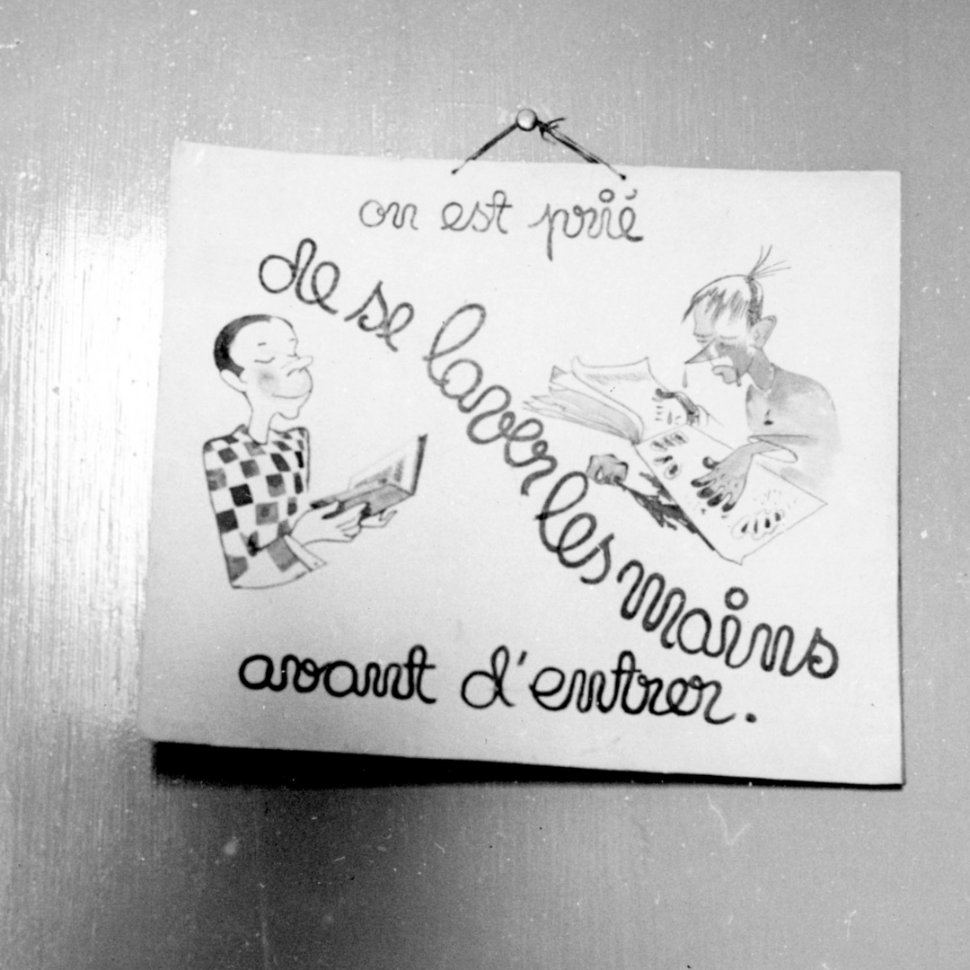 on est prié
de se laver les mains
avant d'entrer.